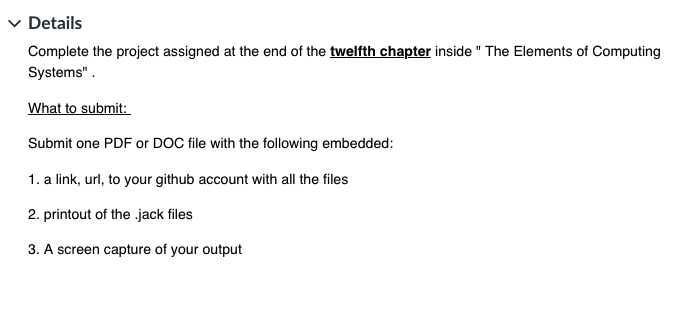 Details
Complete the project assigned at the end of the twelfth chapter inside " The Elements of Computing
Systems" .
What to submit:
Submit one PDF or DOC file with the following embedded:
1. a link, url, to your github account with all the files
2. printout of the .jack files
3. A screen capture of your output